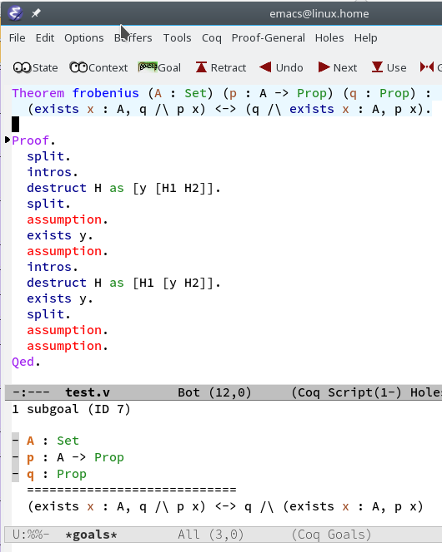 emacs@linux.home
File Edit Options Buffers Tools Coq Proof-General Holes Help
State Context Goal Retract Undo Next Use
Theorem frobenius (A : Set) (p : A -> Prop) (q : Prop) :
(exists x : A, q /\ p x) <-> (q /\ exists x : A, p x).
Proof.
split.
intros.
destruct H as [y [H1 H2]].
split.
assumption.
exists y.
assumption.
intros.
destruct H as [H1 [y H2]].
exists y.
split.
assumption.
assumption.
Qed.
-:--- test.v Bot (12,0) (Coq Script(1-) Holes
1 subgoal (ID 7)
- A : Set
- p : A -> Prop
- q : Prop
============================
(exists x : A, q /\ p x) <-> q /\ (exists x : A, p x)
U:%%- *goals* All (3,0) (Coq Goals)